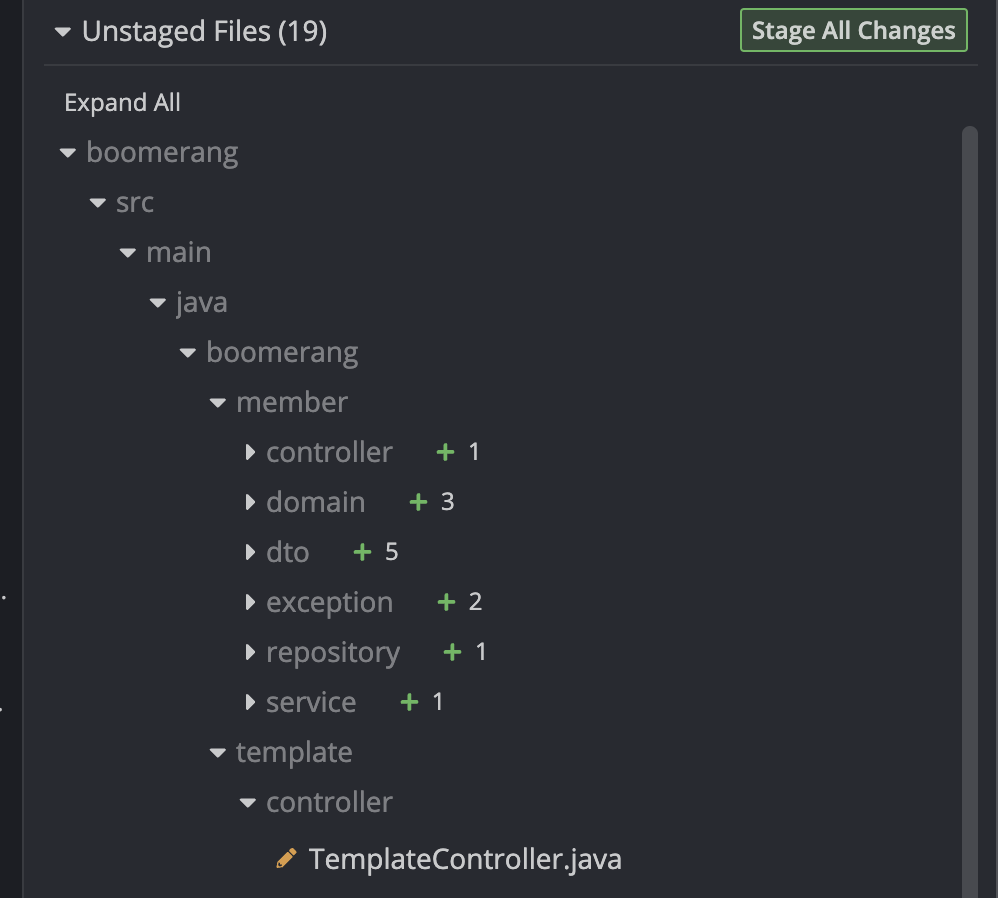 Unstaged Files (19)
Stage All Changes
Expand All
boomerang
src
main
java
boomerang
member
controller + 1
domain + 3
dto + 5
exception + 2
repository + 1
service + 1
template
controller
TemplateController.java